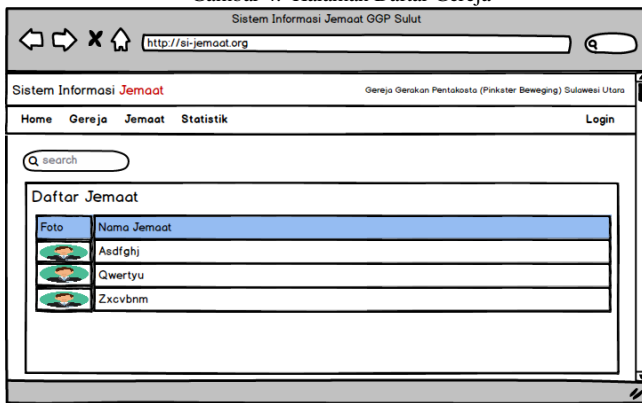 Sistem Informasi Jemaat GGP Sulut
http://si-jemaat.org
Sistem Informasi Jemaat
Gereja Gerakan Pentakosta (Pinkster Beweging) Sulawesi Utara
Home Gereja Jemaat Statistik Login
search
Daftar Jemaat
Foto Nama Jemaat
Asdfghj
Qwertyu
Zxcvbnm